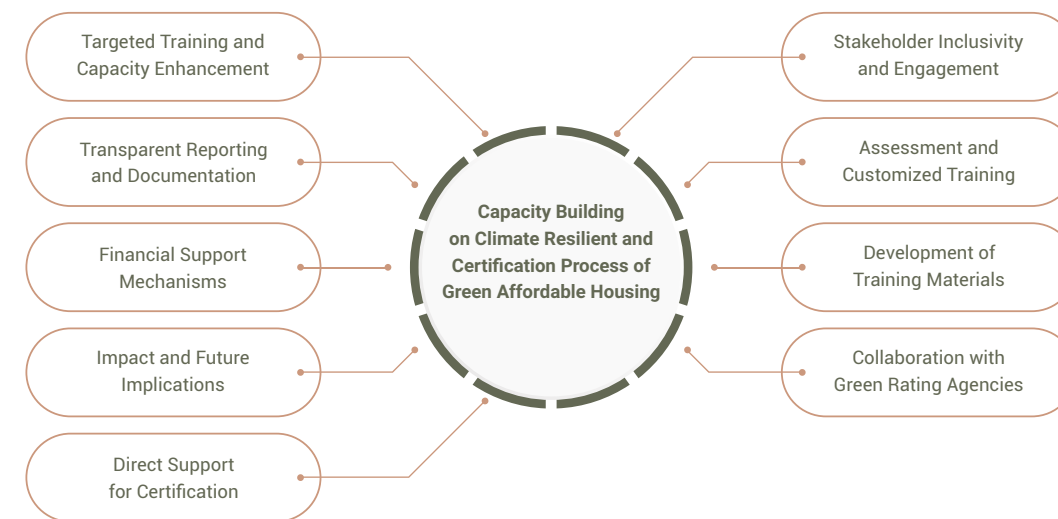 Targeted Training and
Capacity Enhancement
Transparent Reporting
and Documentation
Financial Support
Mechanisms
Impact and Future
Implications
Direct Support
for Certification
Capacity Building
on Climate Resilient and
Certification Process of
Green Affordable Housing
Stakeholder Inclusivity
and Engagement
Assessment and
Customized Training
Development of
Training Materials
Collaboration with
Green Rating Agencies